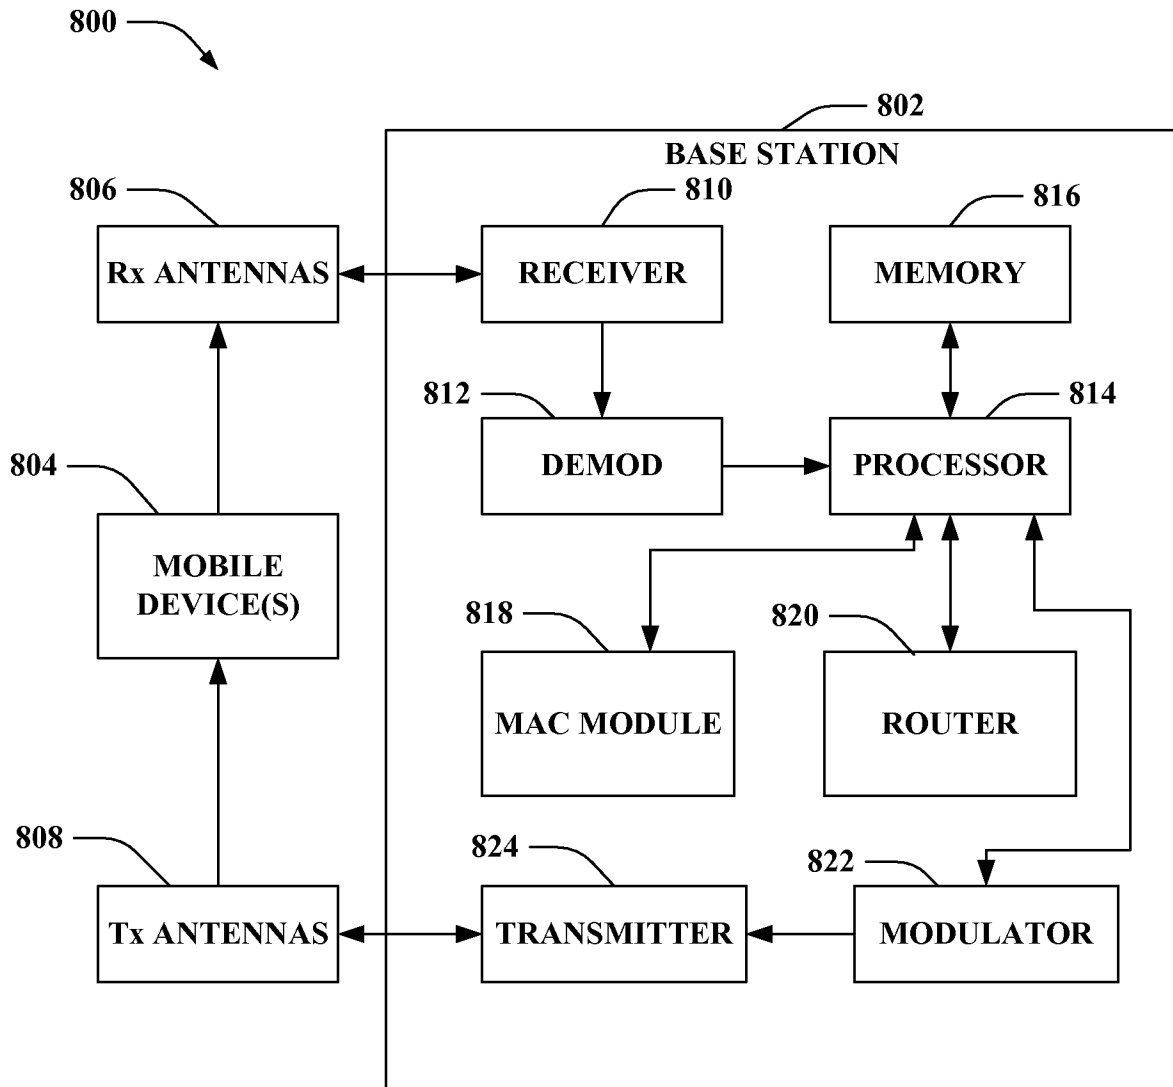 800
802
BASE STATION
806
810
816
Rx ANTENNAS
RECEIVER
MEMORY
812
814
804
DEMOD
PROCESSOR
MOBILE
DEVICE(S)
818
820
MAC MODULE
ROUTER
808
824
822
Tx ANTENNAS
TRANSMITTER
MODULATOR